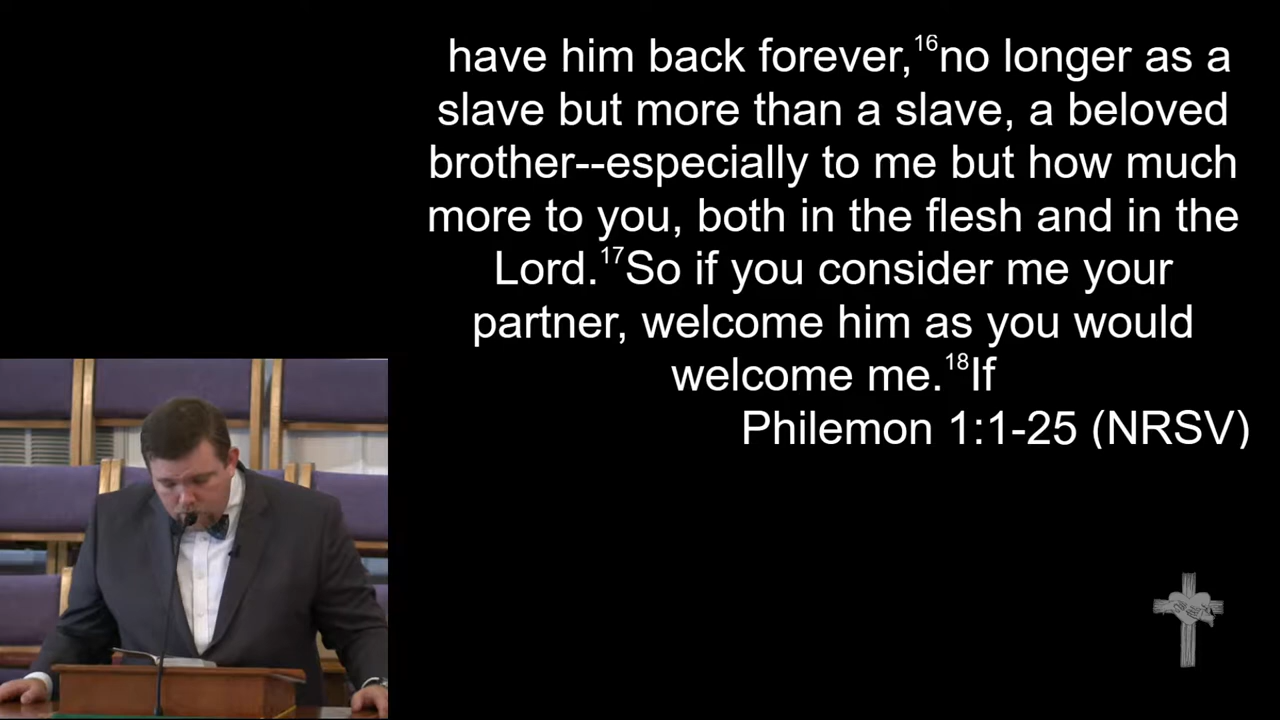 have him back forever,¹⁶no longer as a
slave but more than a slave, a beloved
brother--especially to me but how much
more to you, both in the flesh and in the
Lord.¹⁷So if you consider me your
partner, welcome him as you would
welcome me.¹⁸If
Philemon 1:1-25 (NRSV)